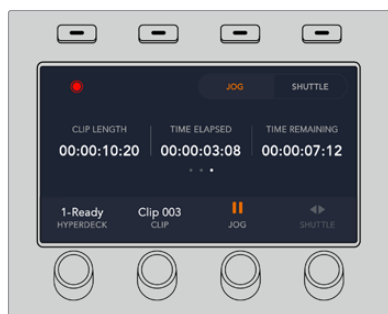 JOG SHUTTLE
CLIP LENGTH TIME ELAPSED TIME REMAINING
00:00:10:20 00:00:03:08 00:00:07:12
1-Ready Clip 003
HYPERDECK CLIP JOG SHUTTLE